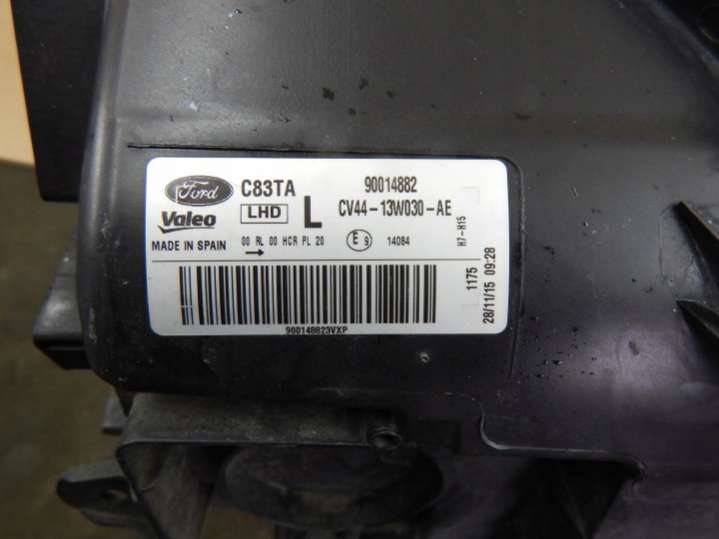 Ford C83TA 90014882
Valeo LHD L CV44-13W030-AE
MADE IN SPAIN 00 RL 00 HCR PL 20 → E9 14084
900148823VXP
H7-H15
1175
28/11/15 09:28